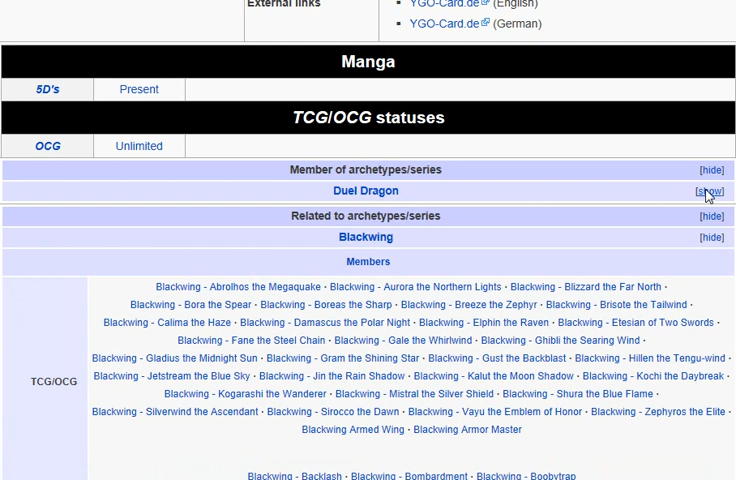 External links
YGO-Card.de (English)
YGO-Card.de (German)
Manga
5D's Present
TCG/OCG statuses
OCG Unlimited
Member of archetypes/series [hide]
Duel Dragon [show]
Related to archetypes/series [hide]
Blackwing [hide]
Members
Blackwing - Abrolhos the Megaquake · Blackwing - Aurora the Northern Lights · Blackwing - Blizzard the Far North ·
Blackwing - Bora the Spear · Blackwing - Boreas the Sharp · Blackwing - Breeze the Zephyr · Blackwing - Brisote the Tailwind ·
Blackwing - Calima the Haze · Blackwing - Damascus the Polar Night · Blackwing - Elphin the Raven · Blackwing - Etesian of Two Swords ·
Blackwing - Fane the Steel Chain · Blackwing - Gale the Whirlwind · Blackwing - Ghibli the Searing Wind ·
Blackwing - Gladius the Midnight Sun · Blackwing - Gram the Shining Star · Blackwing - Gust the Backblast · Blackwing - Hillen the Tengu-wind ·
TCG/OCG Blackwing - Jetstream the Blue Sky · Blackwing - Jin the Rain Shadow · Blackwing - Kalut the Moon Shadow · Blackwing - Kochi the Daybreak ·
Blackwing - Kogarashi the Wanderer · Blackwing - Mistral the Silver Shield · Blackwing - Shura the Blue Flame ·
Blackwing - Silverwind the Ascendant · Blackwing - Sirocco the Dawn · Blackwing - Vayu the Emblem of Honor · Blackwing - Zephyros the Elite ·
Blackwing Armed Wing · Blackwing Armor Master
Blackwing - Backlash · Blackwing - Bombardment · Blackwing - Boobytrap